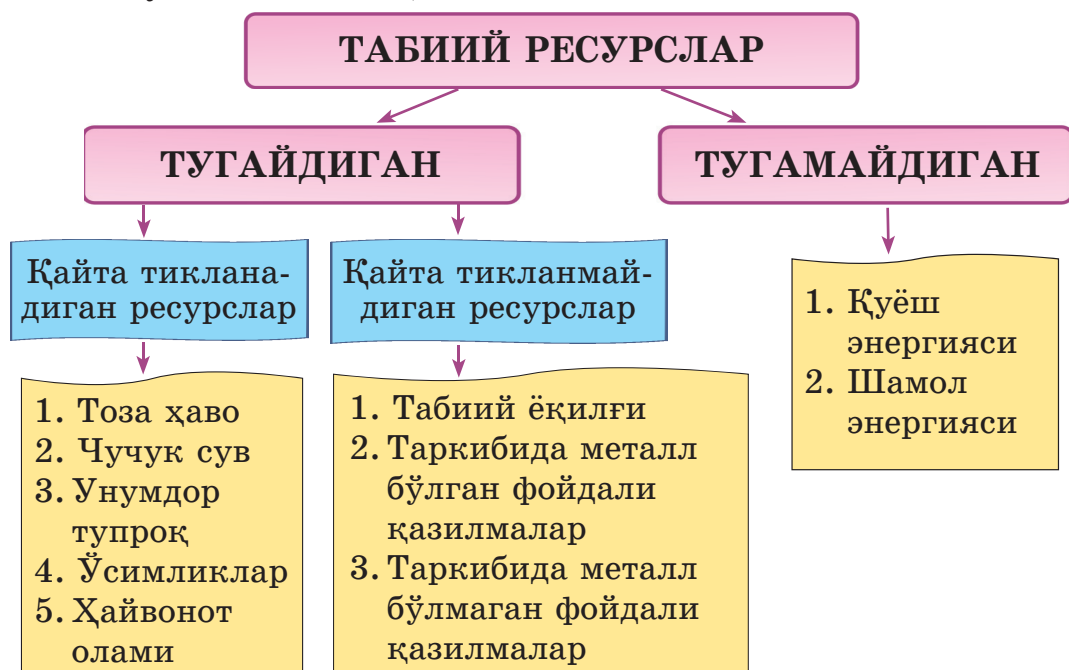 ТАБИИЙ РЕСУРСЛАР
ТУГАЙДИГАН
ТУГАМАЙДИГАН
Қайта тиклана-
диган ресурслар
Қайта тикланмай-
диган ресурслар
1. Тоза ҳаво
2. Чучук сув
3. Унумдор
тупроқ
4. Ўсимликлар
5. Ҳайвонот
олами
1. Табиий ёқилғи
2. Таркибида металл
бўлган фойдали
қазилмалар
3. Таркибида металл
бўлмаган фойдали
қазилмалар
1. Қуёш
энергияси
2. Шамол
энергияси